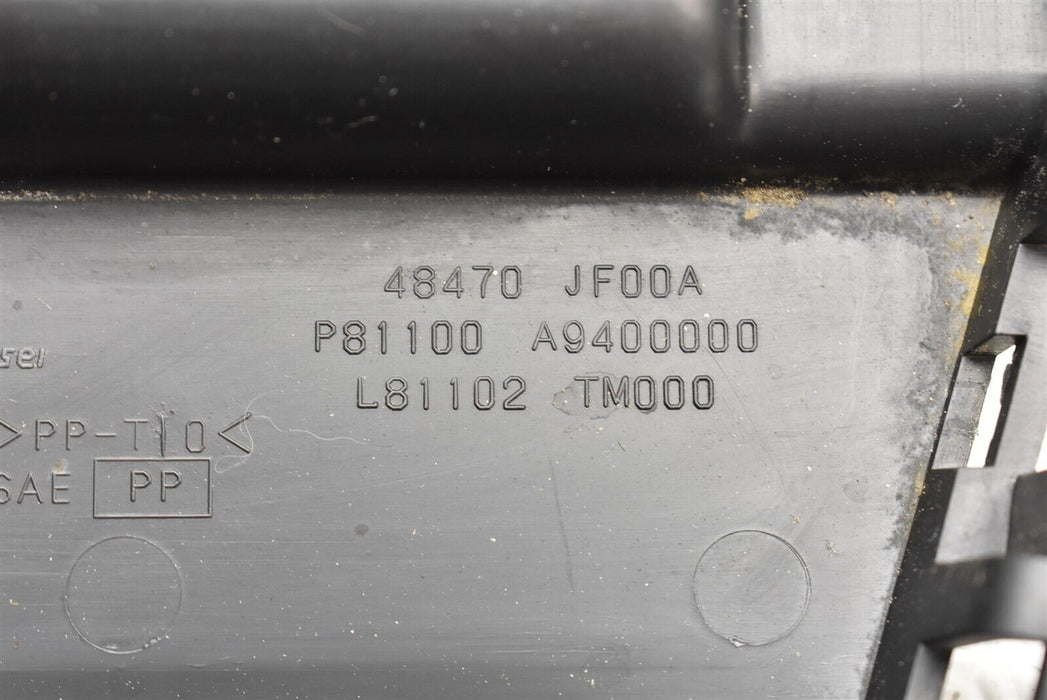 48470 JF00A
P81100 A9400000
L81102 TM000
>PP-T10<
SAE PP